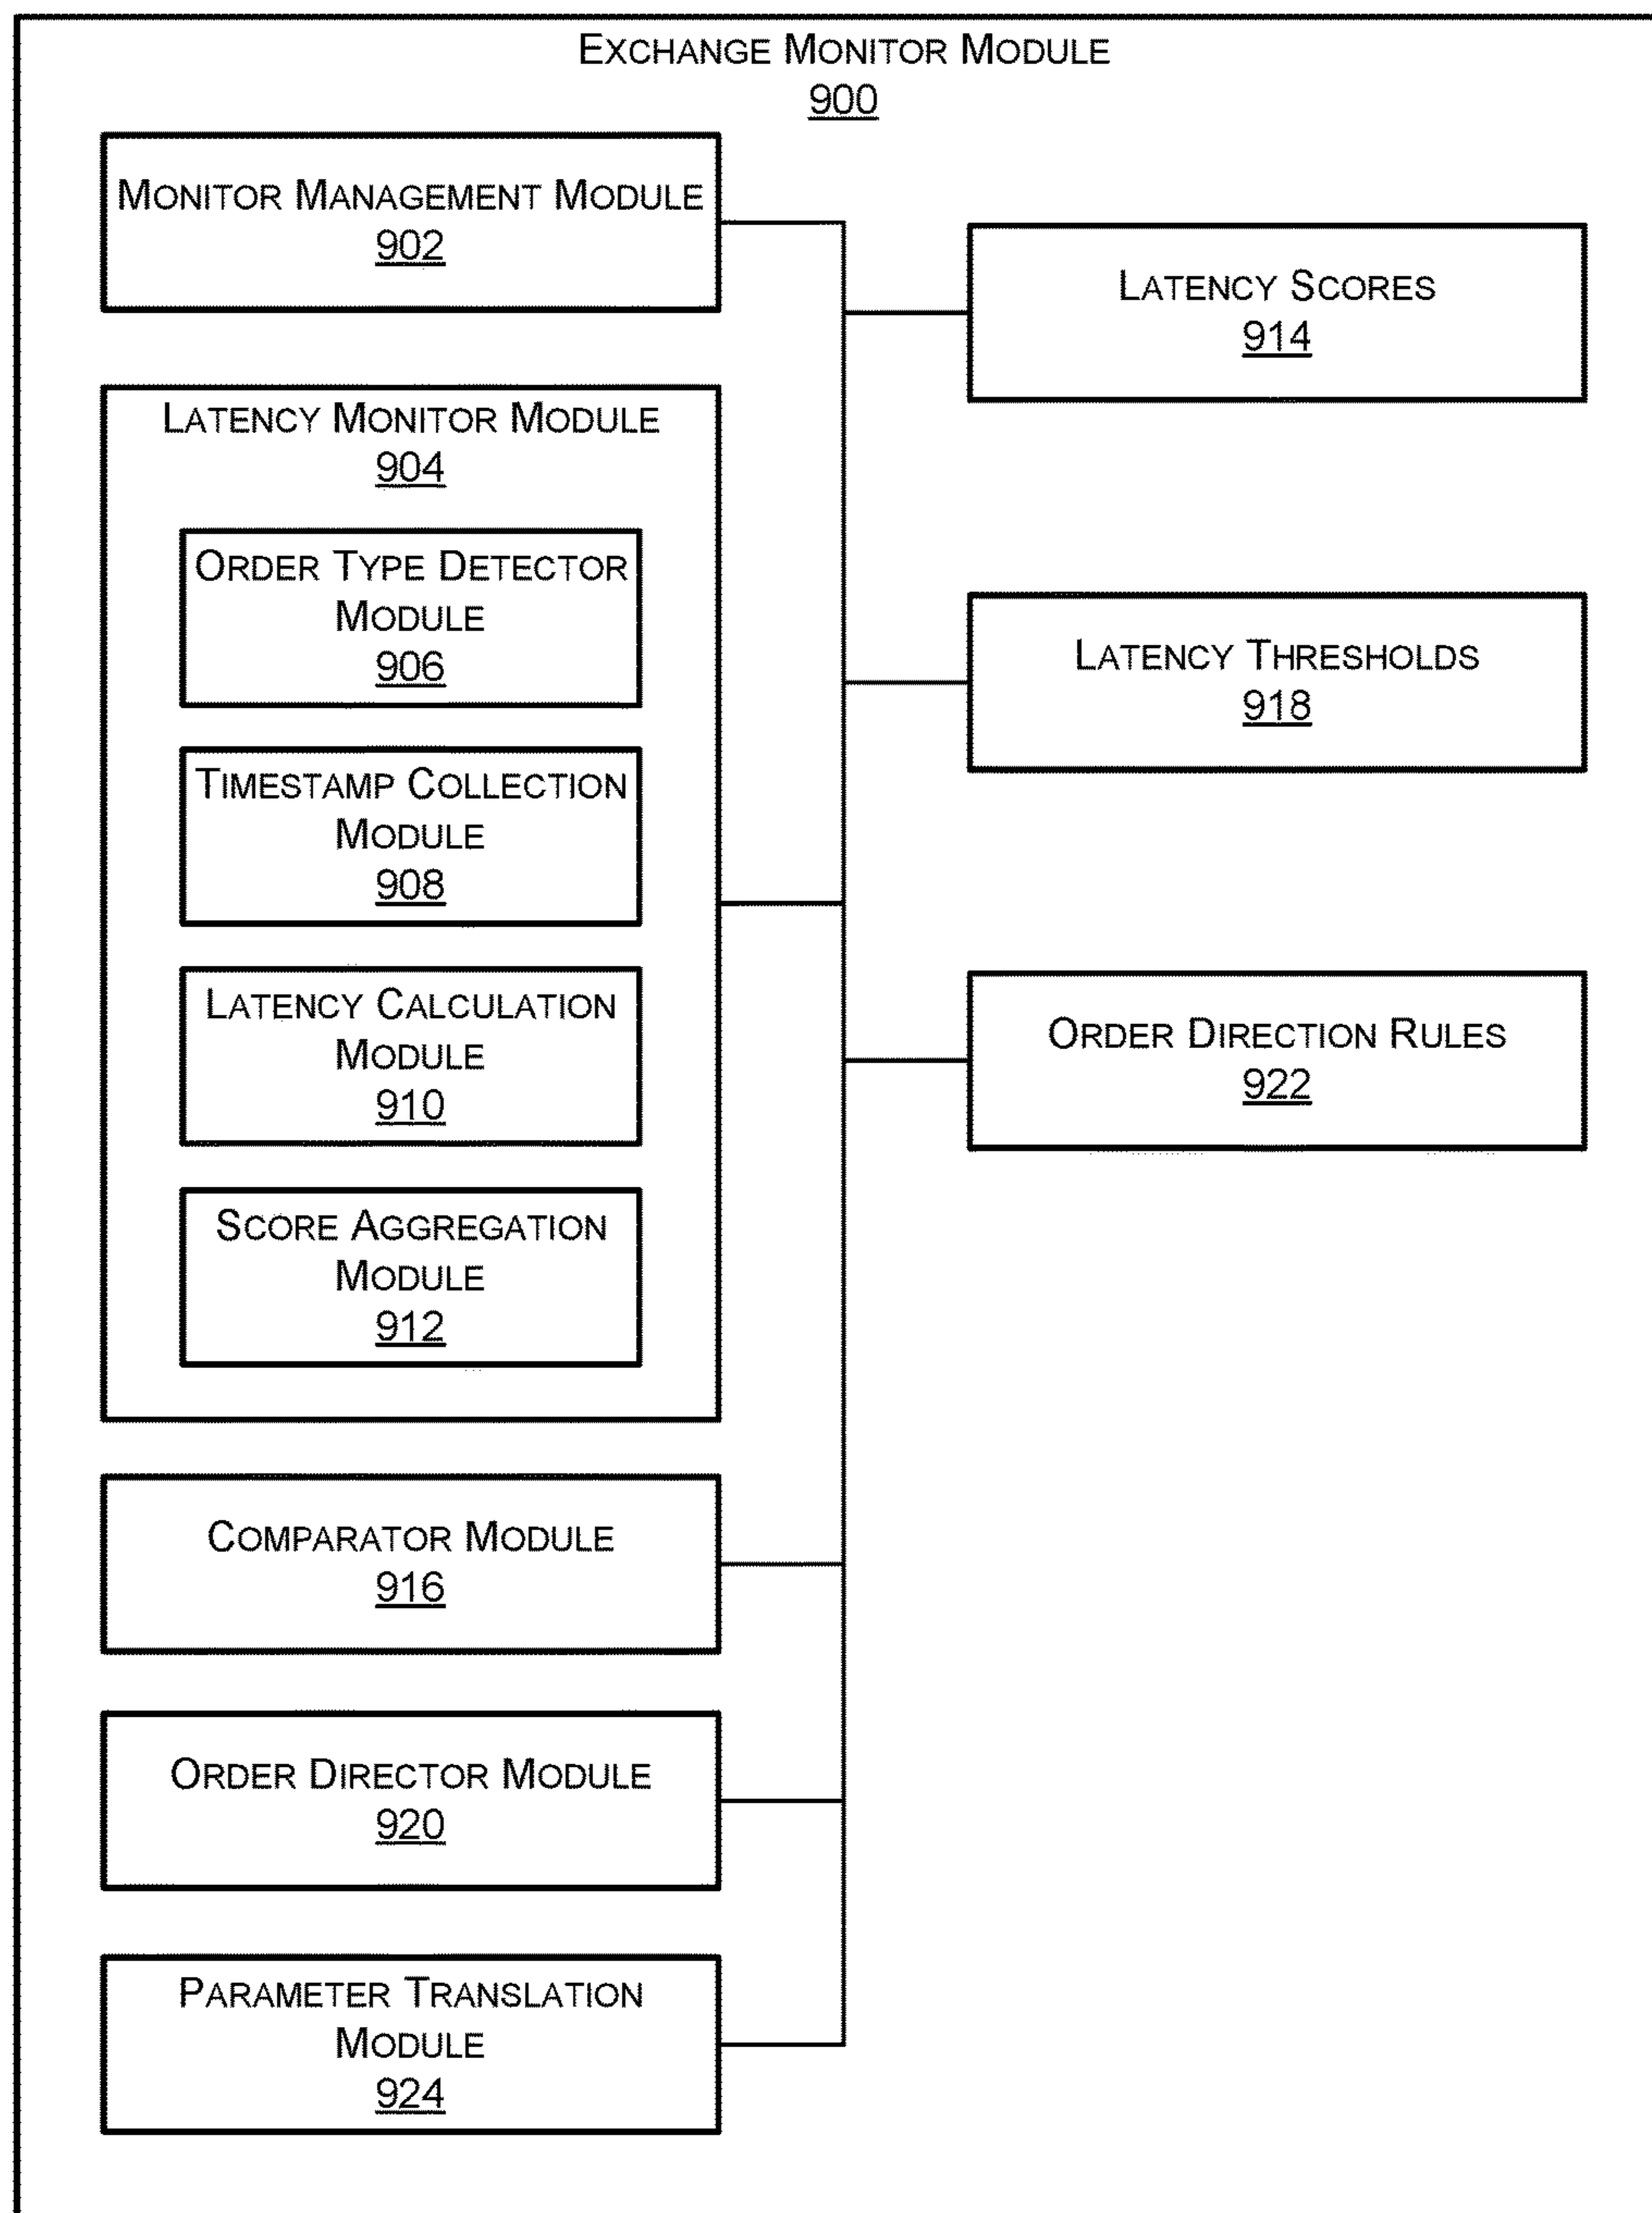 EXCHANGE MONITOR MODULE
900
MONITOR MANAGEMENT MODULE
902
LATENCY MONITOR MODULE
904
ORDER TYPE DETECTOR
MODULE
906
TIMESTAMP COLLECTION
MODULE
908
LATENCY CALCULATION
MODULE
910
SCORE AGGREGATION
MODULE
912
COMPARATOR MODULE
916
ORDER DIRECTOR MODULE
920
PARAMETER TRANSLATION
MODULE
924
LATENCY SCORES
914
LATENCY THRESHOLDS
918
ORDER DIRECTION RULES
922